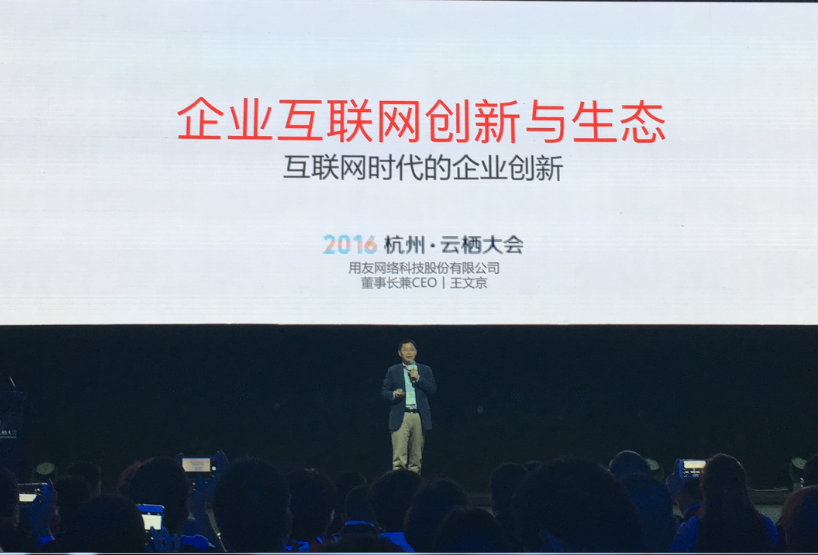 企业互联网创新与生态
互联网时代的企业创新
2016 杭州·云栖大会
用友网络科技股份有限公司
董事长兼CEO｜王文京